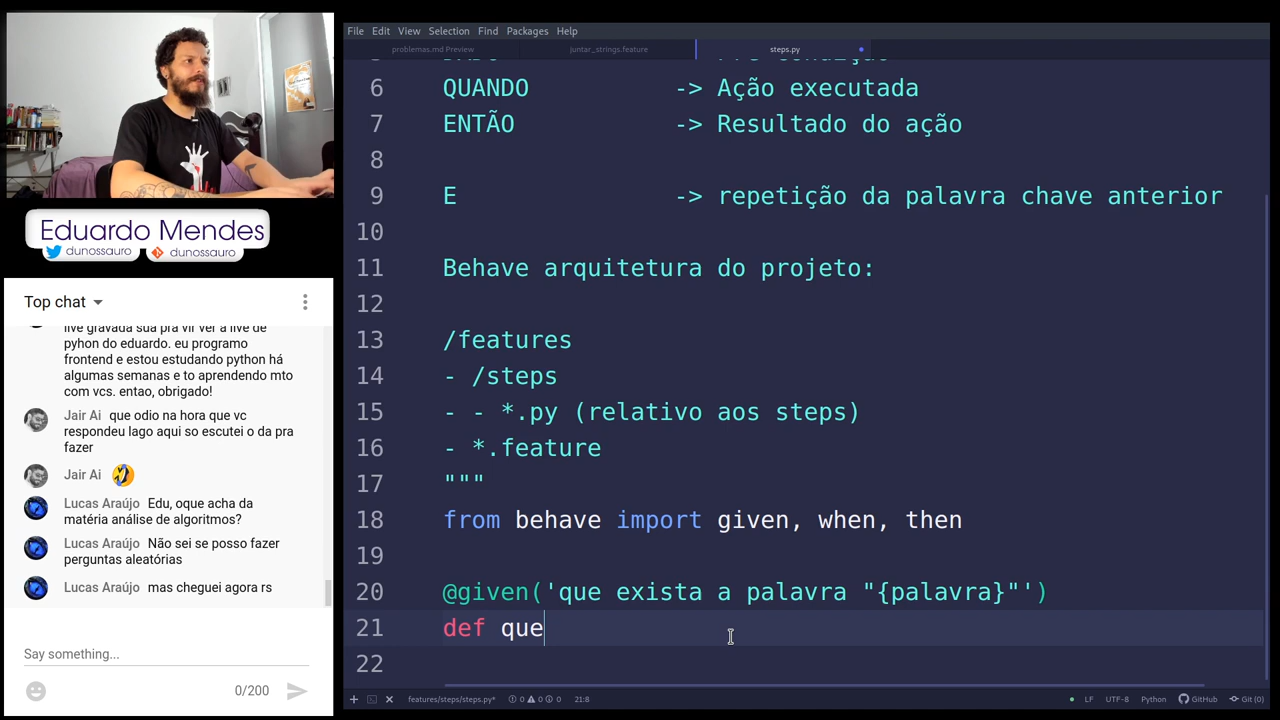 File Edit View Selection Find Packages Help
problemas.md Preview
juntar_strings.feature
steps.py
6 QUANDO -> Ação executada
7 ENTÃO -> Resultado do ação
8
9 E -> repetição da palavra chave anterior
10
11 Behave arquitetura do projeto:
12
13 /features
14 - /steps
15 - - *.py (relativo aos steps)
16 - *.feature
17 """
18 from behave import given, when, then
19
20 @given('que exista a palavra "{palavra}"')
21 def que
22
features/steps/steps.py* 0 0 0 21:8
LF UTF-8 Python GitHub Git (0)
Eduardo Mendes
dunossauro dunossauro
Top chat
live gravada sua pra vir ver a live de
pyhon do eduardo. eu programo
frontend e estou estudando python há
algumas semanas e to aprendendo mto
com vcs. entao, obrigado!
Jair Ai que odio na hora que vc
respondeu lago aqui so escutei o da pra
fazer
Jair Ai 🤣
Lucas Araújo Edu, oque acha da
matéria análise de algoritmos?
Lucas Araújo Não sei se posso fazer
perguntas aleatórias
Lucas Araújo mas cheguei agora rs
Say something...
0/200